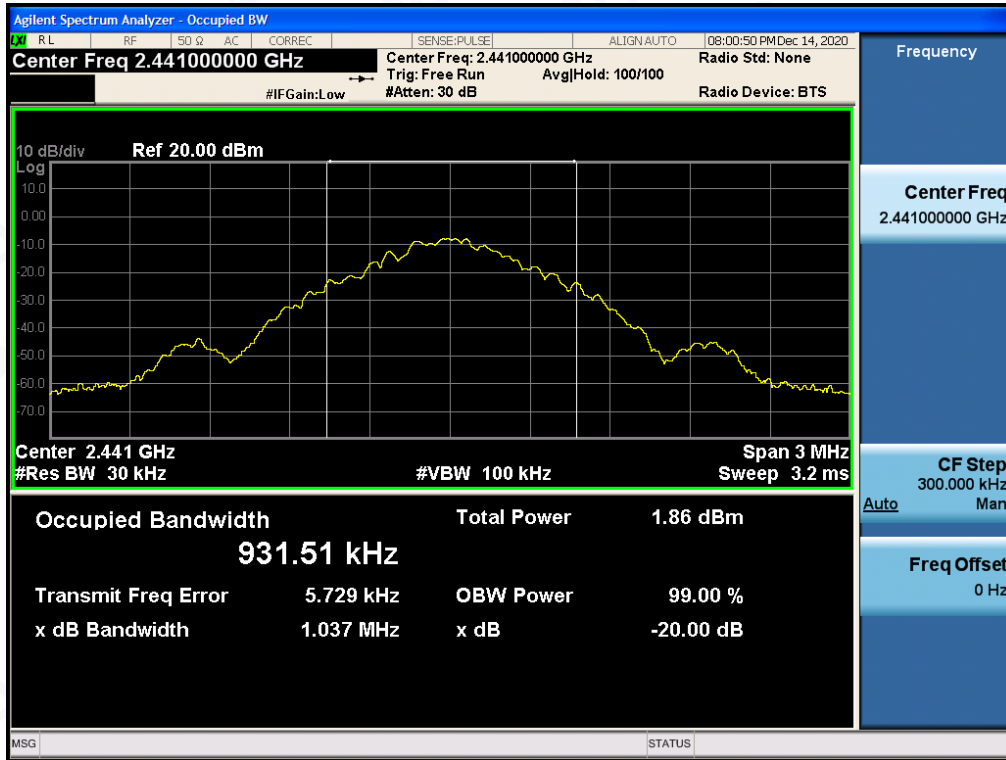 Agilent Spectrum Analyzer - Occupied BW
LXI RL RF 50 Ω AC CORREC SENSE:PULSE ALIGN AUTO 08:00:50 PM Dec 14, 2020
Center Freq 2.441000000 GHz
Center Freq: 2.441000000 GHz Radio Std: None
Trig: Free Run Avg|Hold: 100/100
#IFGain:Low #Atten: 30 dB Radio Device: BTS
10 dB/div Ref 20.00 dBm
Log
10.0
0.00
-10.0
-20.0
-30.0
-40.0
-50.0
-60.0
-70.0
Center 2.441 GHz Span 3 MHz
#Res BW 30 kHz #VBW 100 kHz Sweep 3.2 ms
Occupied Bandwidth Total Power 1.86 dBm
931.51 kHz
Transmit Freq Error 5.729 kHz OBW Power 99.00 %
x dB Bandwidth 1.037 MHz x dB -20.00 dB
MSG STATUS
Frequency
Center Freq
2.441000000 GHz
CF Step
300.000 kHz
Auto Man
Freq Offset
0 Hz